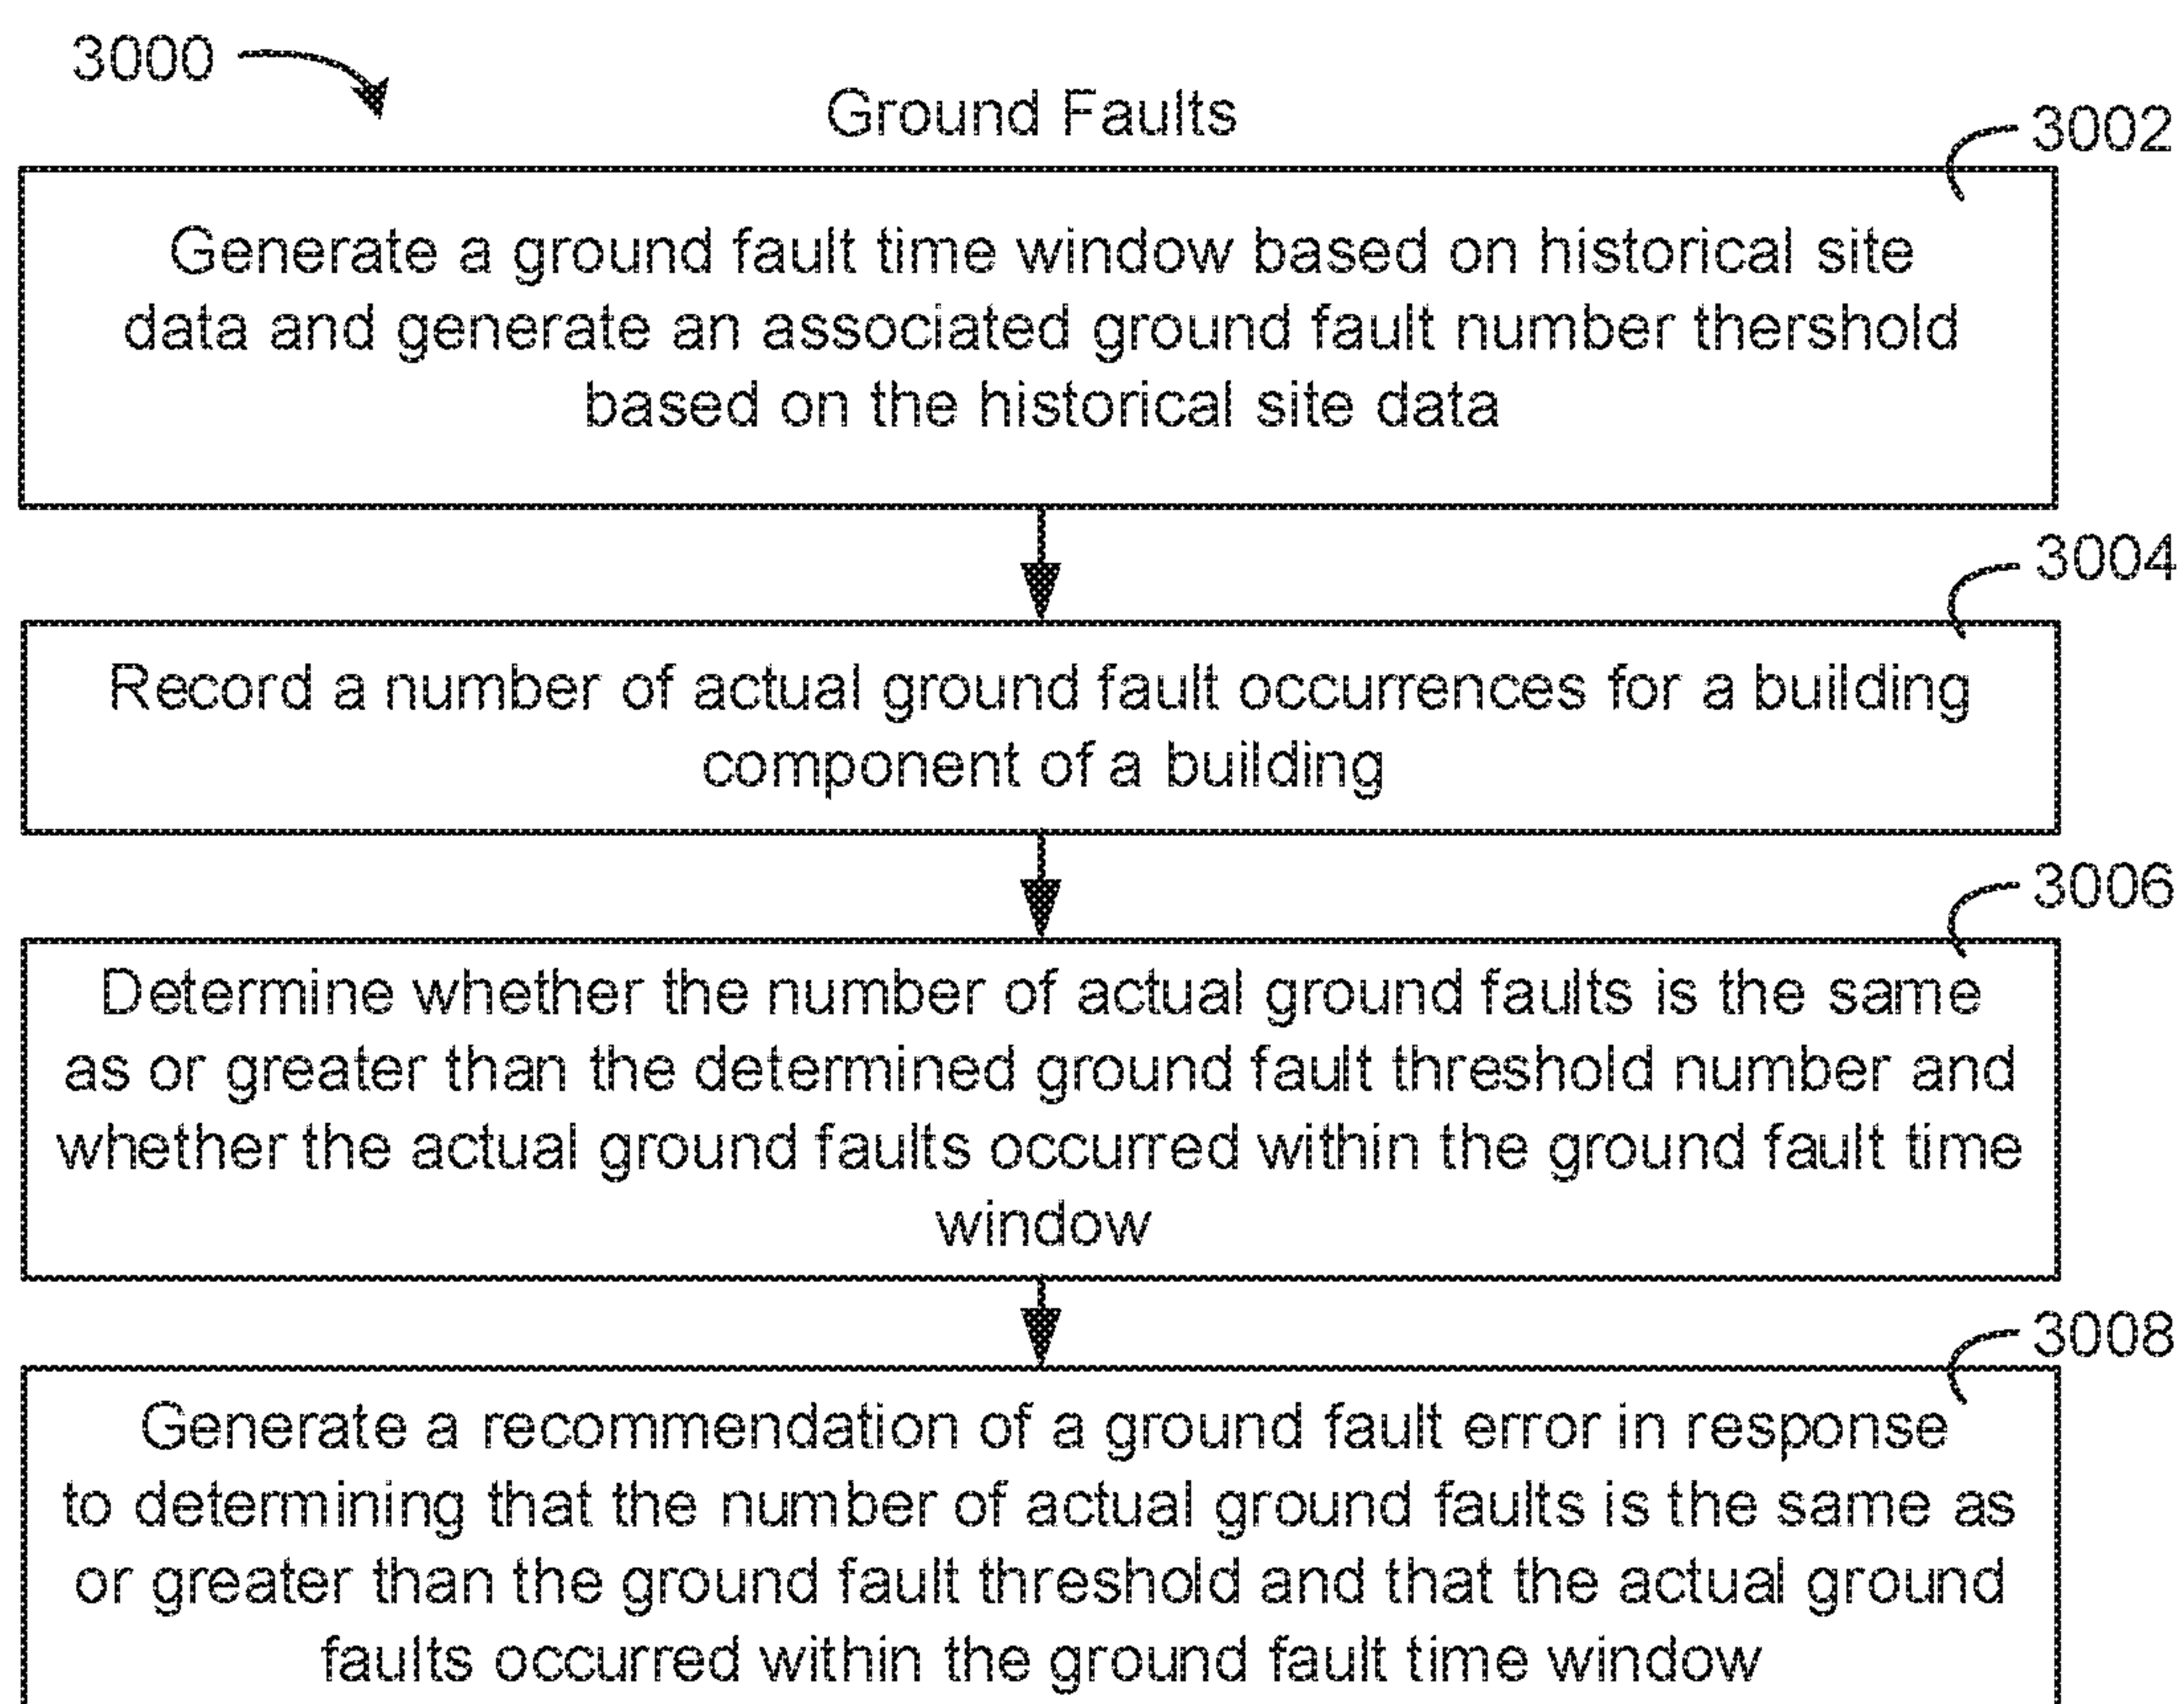 3000
Ground Faults
3002
Generate a ground fault time window based on historical site
data and generate an associated ground fault number thershold
based on the historical site data
3004
Record a number of actual ground fault occurrences for a building
component of a building
3006
Determine whether the number of actual ground faults is the same
as or greater than the determined ground fault threshold number and
whether the actual ground faults occurred within the ground fault time
window
3008
Generate a recommendation of a ground fault error in response
to determining that the number of actual ground faults is the same as
or greater than the ground fault threshold and that the actual ground
faults occurred within the ground fault time window